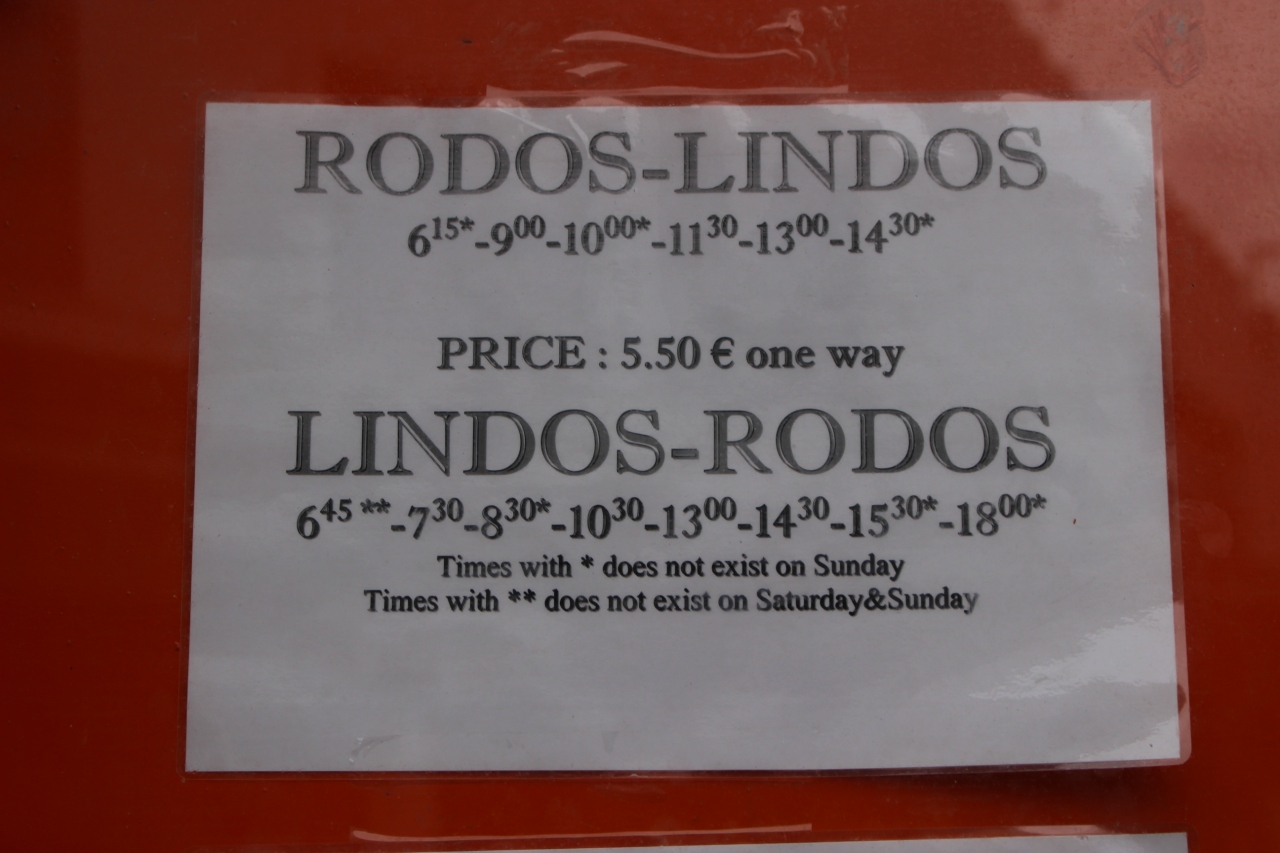 RODOS-LINDOS
6¹⁵*-9⁰⁰-10⁰⁰*-11³⁰-13⁰⁰-14³⁰*
PRICE : 5.50 € one way
LINDOS-RODOS
6⁴⁵ **-7³⁰-8³⁰*-10³⁰-13⁰⁰-14³⁰-15³⁰*-18⁰⁰*
Times with * does not exist on Sunday
Times with ** does not exist on Saturday&Sunday